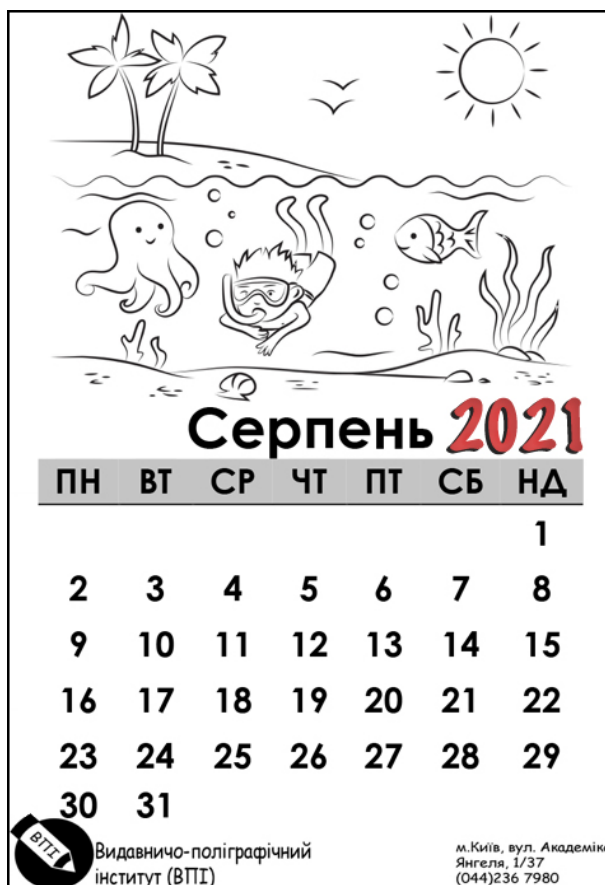 Серпень 2021
ПН ВТ СР ЧТ ПТ СБ НД
1
2 3 4 5 6 7 8
9 10 11 12 13 14 15
16 17 18 19 20 21 22
23 24 25 26 27 28 29
30 31
ВПІ
Видавничо-поліграфічний
інститут (ВПІ)
м.Київ, вул. Академіка
Янгеля, 1/37
(044)236 7980